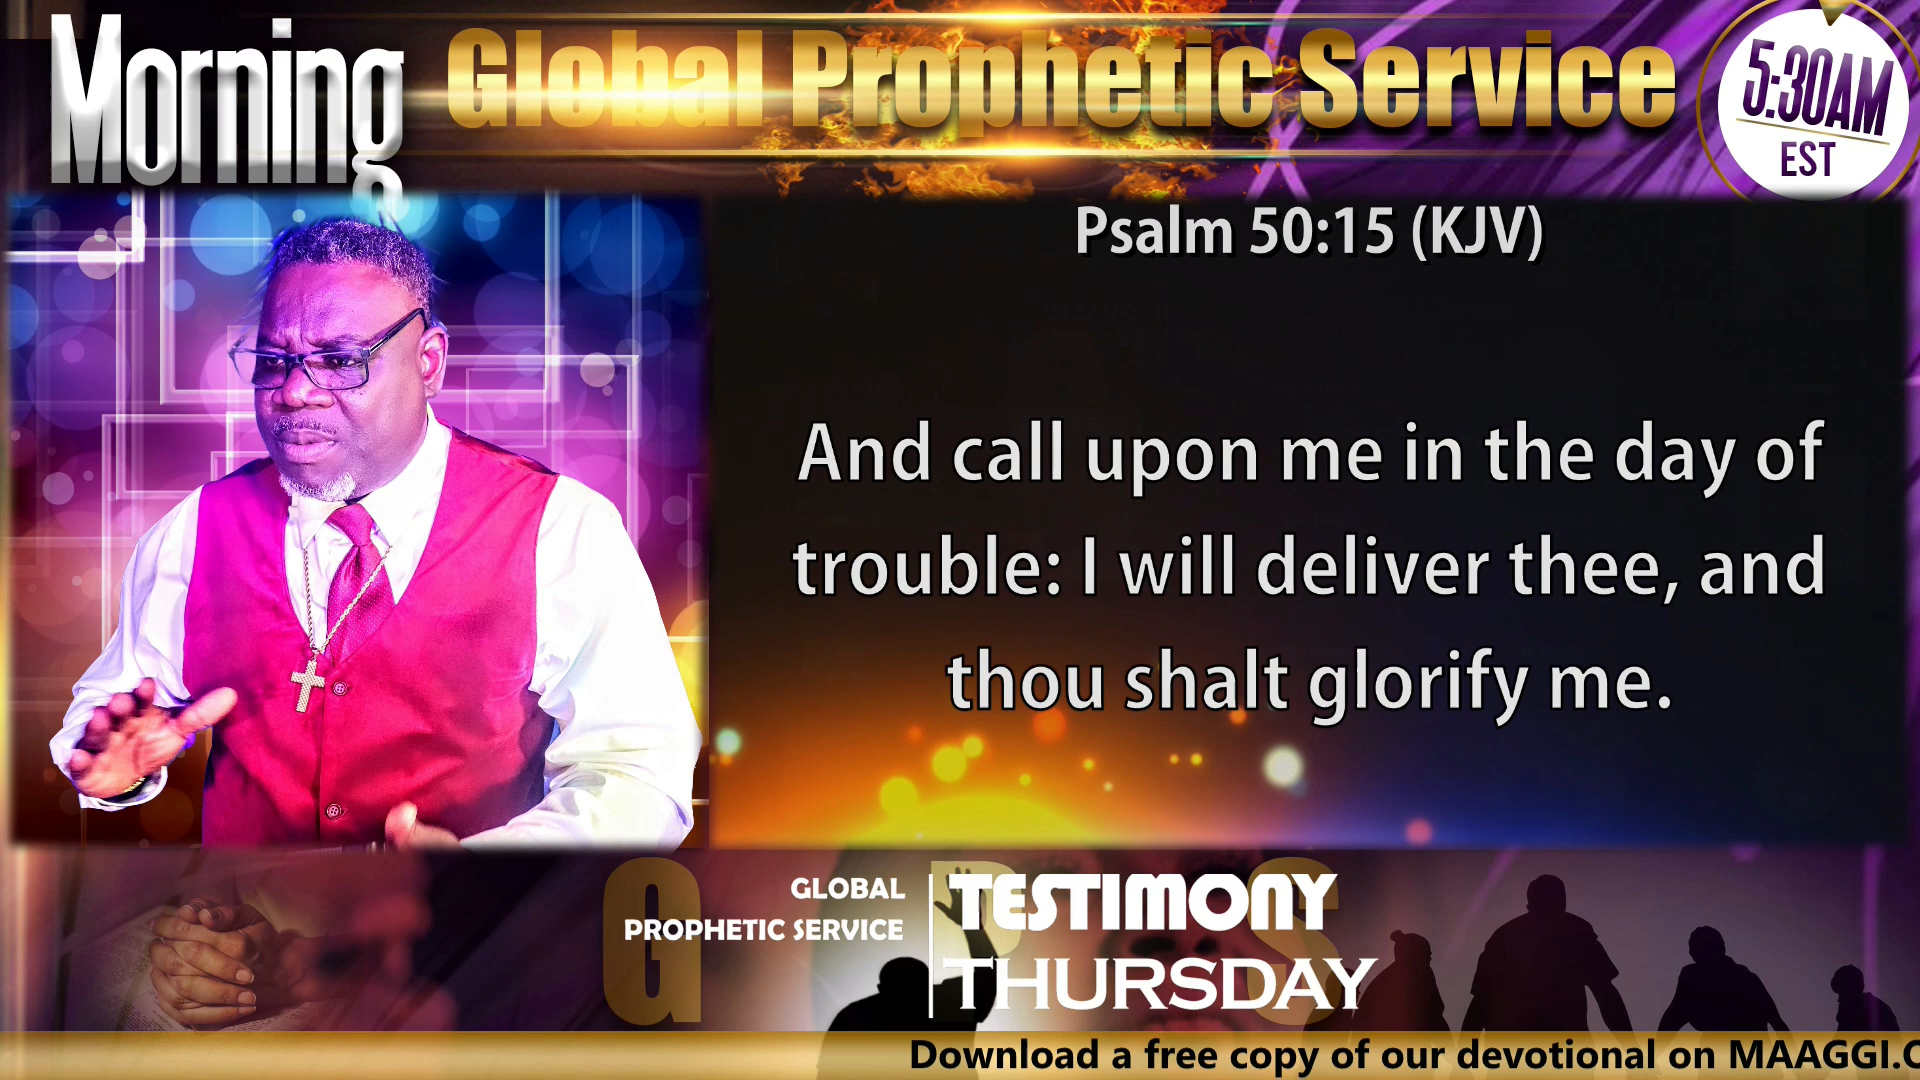 Morning
Global Prophetic Service
5:30AM
EST
Psalm 50:15 (KJV)
And call upon me in the day of
trouble: I will deliver thee, and
thou shalt glorify me.
G P S
GLOBAL
PROPHETIC SERVICE
TESTIMONY
THURSDAY
Download a free copy of our devotional on MAAGGI.C